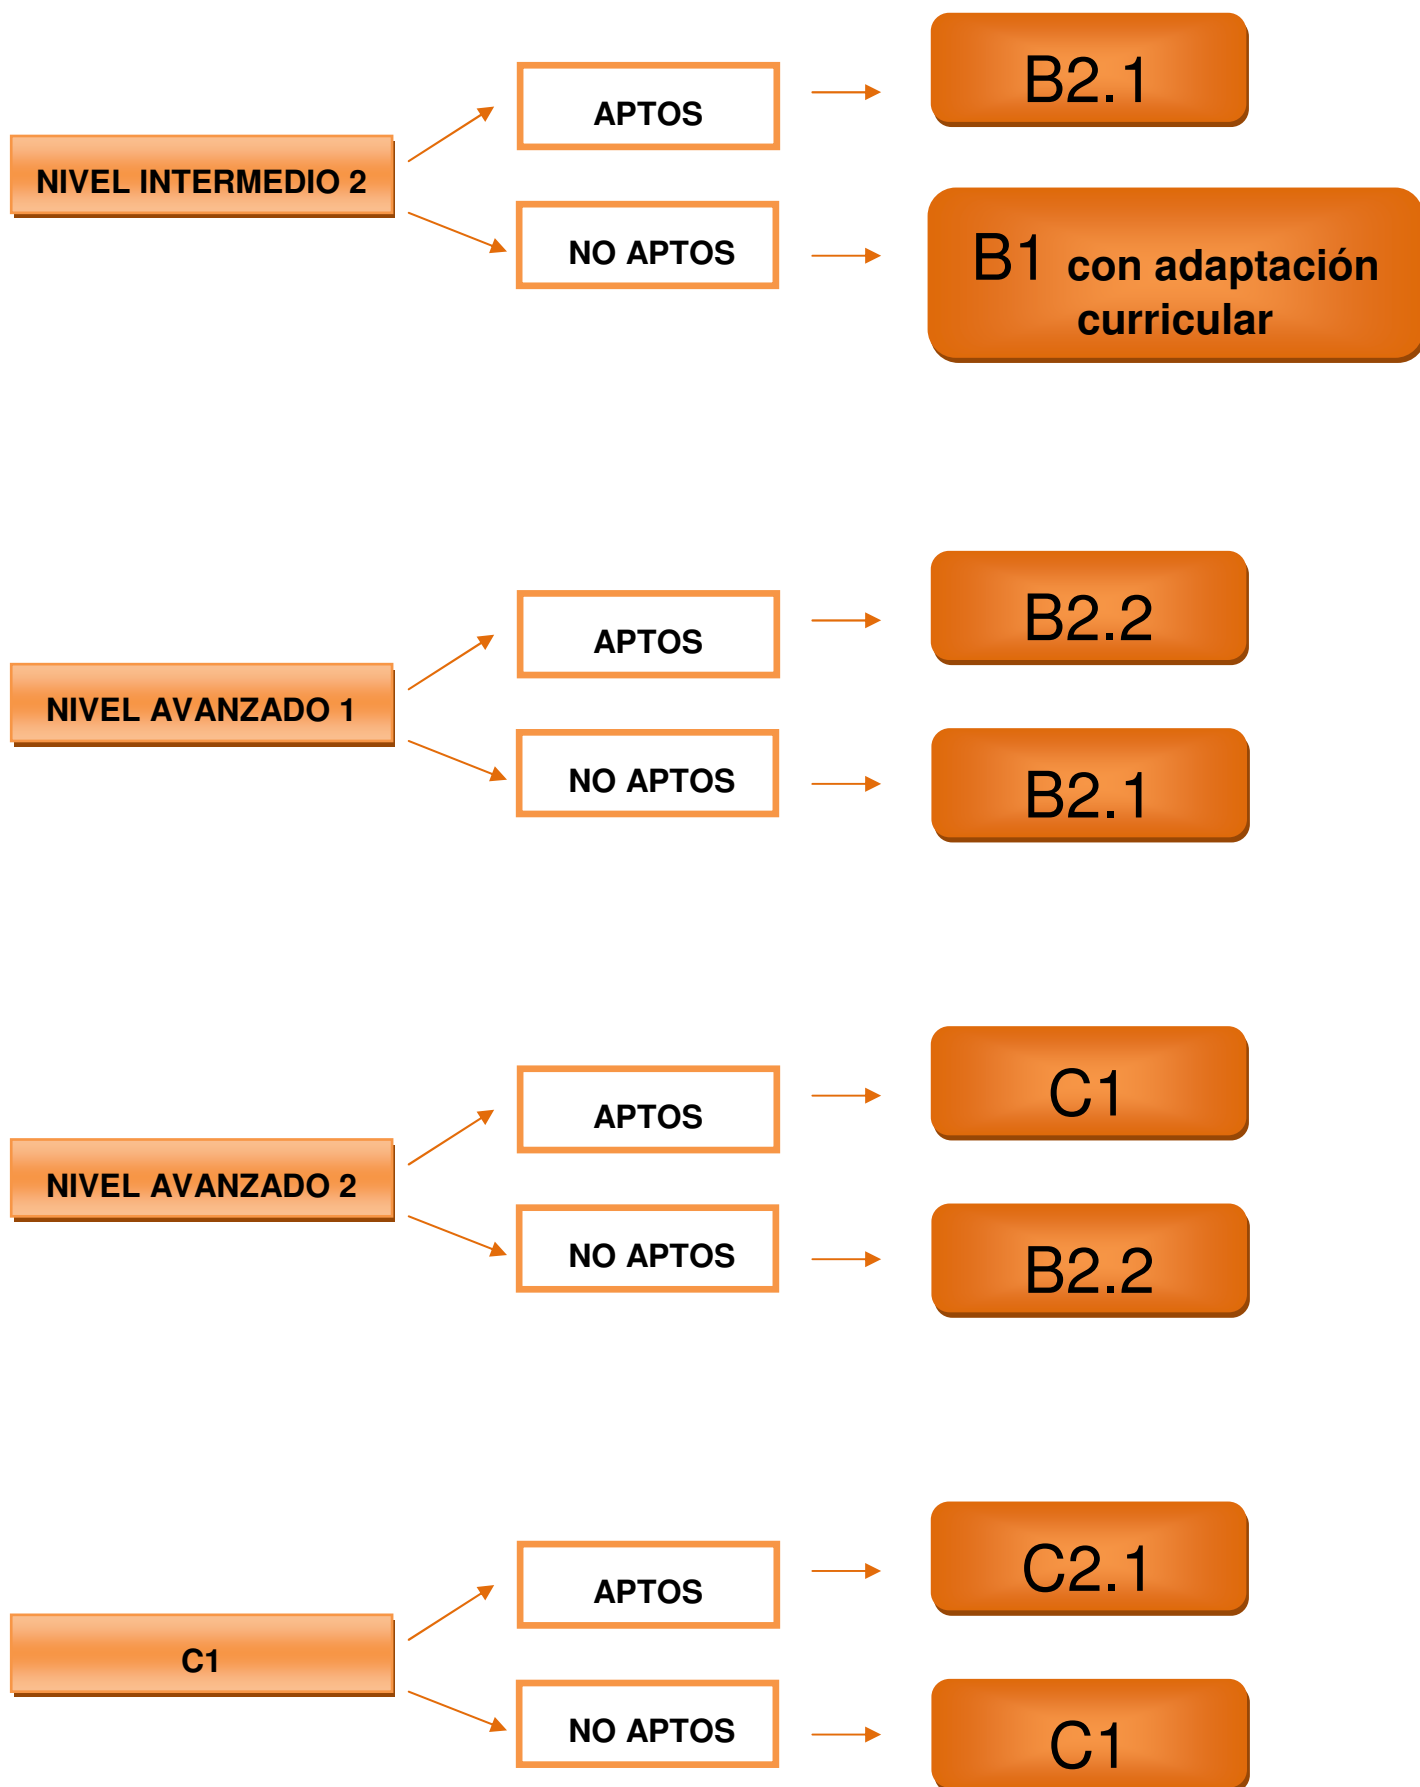 B2.1
APTOS
NIVEL INTERMEDIO 2
NO APTOS
B1 con adaptación
curricular
B2.2
APTOS
NIVEL AVANZADO 1
NO APTOS
B2.1
C1
APTOS
NIVEL AVANZADO 2
NO APTOS
B2.2
C2.1
APTOS
C1
NO APTOS
C1